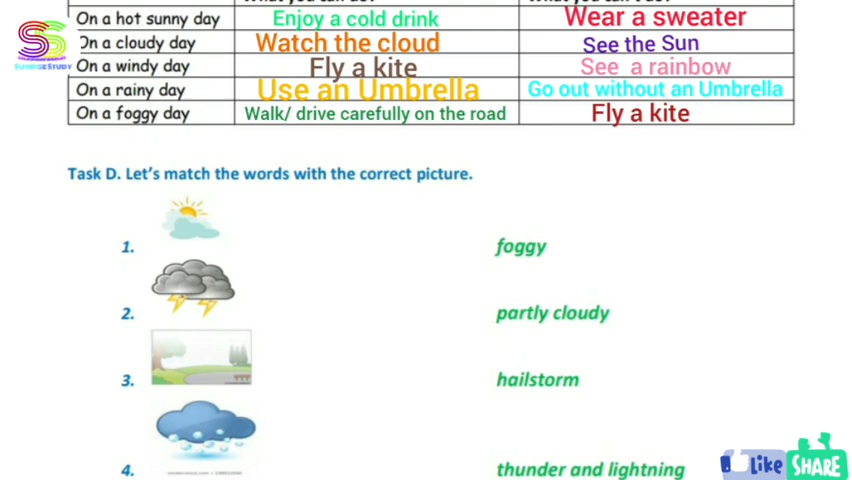 On a hot sunny day Enjoy a cold drink Wear a sweater
On a cloudy day Watch the cloud See the Sun
On a windy day Fly a kite See a rainbow
On a rainy day Use an Umbrella Go out without an Umbrella
On a foggy day Walk/ drive carefully on the road Fly a kite
SS
SUNRISE STUDY
Task D. Let's match the words with the correct picture.
1. foggy
2. partly cloudy
3. hailstorm
4. thunder and lightning
Like SHARE